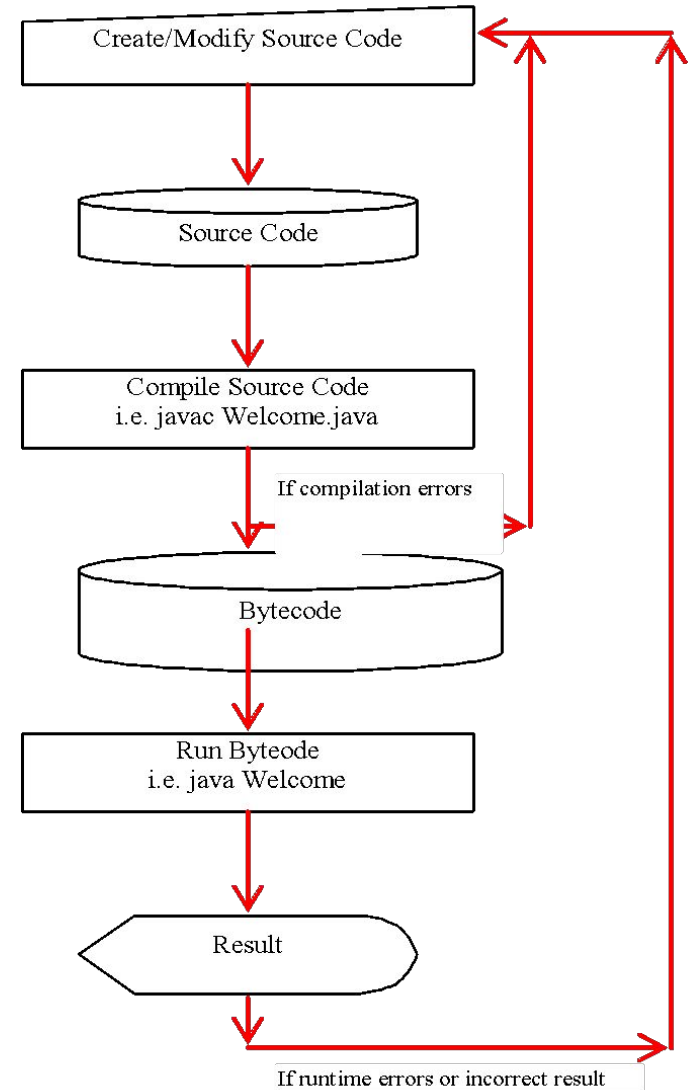 Create/Modify Source Code
Source Code
Compile Source Code
i.e. javac Welcome.java
If compilation errors
Bytecode
Run Byteode
i.e. java Welcome
Result
If runtime errors or incorrect result